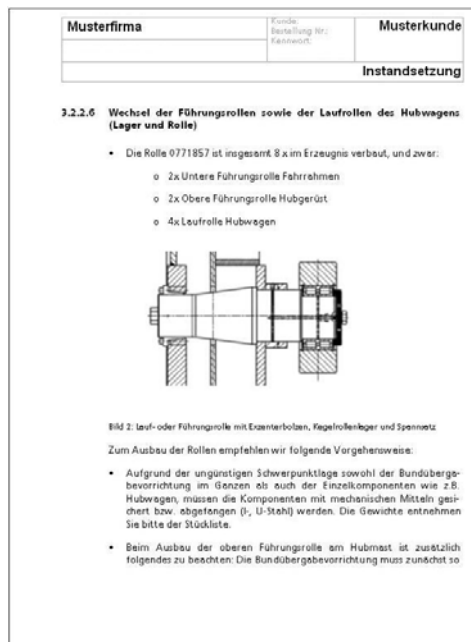 Musterfirma
Kunde:
Bestellung Nr.:
Kennwort:
Musterkunde
Instandsetzung
3.2.2.6 Wechsel der Führungsrollen sowie der Laufrollen des Hubwagens
(Lager und Rolle)
• Die Rolle 0771857 ist insgesamt 8 x im Erzeugnis verbaut, und zwar:
o 2x Untere Führungsrolle Fahrrahmen
o 2x Obere Führungsrolle Hubgerüst
o 4x Laufrolle Hubwagen
Bild 2: Lauf- oder Führungsrolle mit Exzenterbolzen, Kegelrollenlager und Spannsatz
Zum Ausbau der Rollen empfehlen wir folgende Vorgehensweise:
• Aufgrund der ungünstigen Schwerpunktlage sowohl der Bundüberga-
bevorrichtung im Ganzen als auch der Einzelkomponenten wie z.B.
Hubwagen, müssen die Komponenten mit mechanischen Mitteln gesi-
chert bzw. abgefangen (I-, U-Stahl) werden. Die Gewichte entnehmen
Sie bitte der Stückliste.
• Beim Ausbau der oberen Führungsrolle am Hubmast ist zusätzlich
folgendes zu beachten: Die Bundübergabevorrichtung muss zunächst so